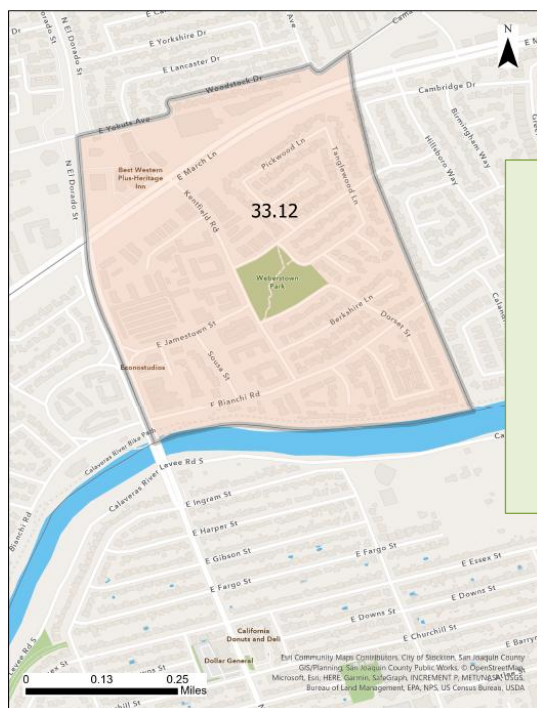 N El Dorado St
E Yorkshire Dr
E Lancaster Dr
Woodstock Dr
E Yokuts Ave
N
Cambridge Dr
Birmingham Way
Hillsboro Way
N El Dorado St
Best Western
Plus-Heritage
Inn
E March Ln
Pickwood Ln
Tanglewood Ln
Kentfield Rd
33.12
Weberstown
Park
Berkshire Ln
Dorset St
E Jamestown St
Econostudios
Sousa St
E Bianchi Rd
Calaveras River Bike Path
Calaveras River Levee Rd S
Bianchi Rd
E Ingram St
E Harper St
E Gibson St
E Fargo St
E Fargo St
E Essex St
E Downs St
E Downs St
E Churchill St
California
Donuts and Deli
Dollar General
Levee Rd S
0 0.13 0.25
Miles
Esri Community Maps Contributors, City of Stockton, San Joaquin County
GIS/Planning, San Joaquin County Public Works, © OpenStreetMap,
Microsoft, Esri, HERE, Garmin, SafeGraph, INCREMENT P, METI/NASA, USGS,
Bureau of Land Management, EPA, NPS, US Census Bureau, USDA